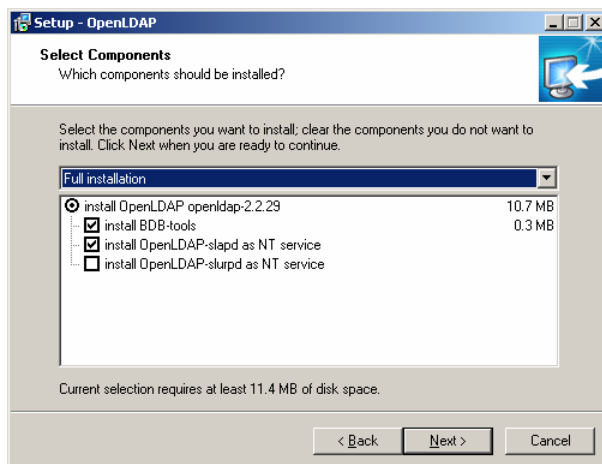 Setup - OpenLDAP
Select Components
Which components should be installed?
Select the components you want to install; clear the components you do not want to
install. Click Next when you are ready to continue.
Full installation
install OpenLDAP openldap-2.2.29 10.7 MB
install BDB-tools 0.3 MB
install OpenLDAP-slapd as NT service
install OpenLDAP-slurpd as NT service
Current selection requires at least 11.4 MB of disk space.
< Back Next > Cancel